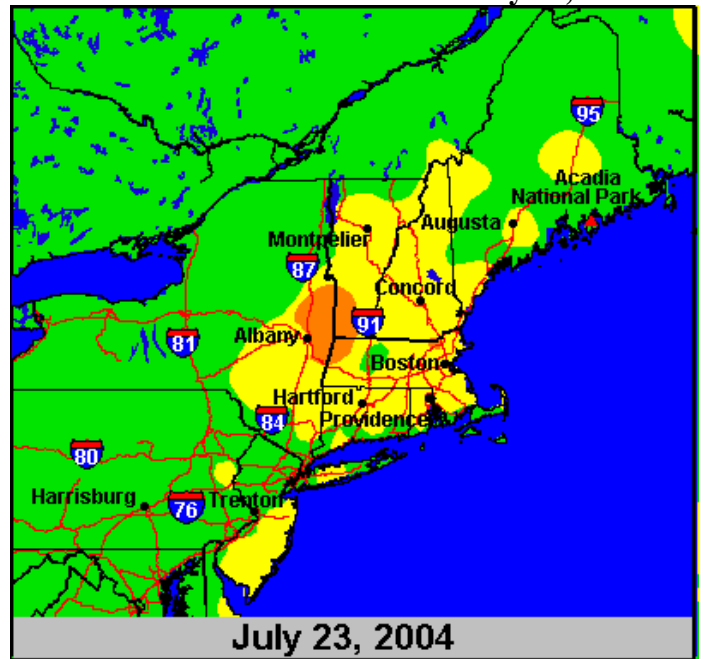 95
Acadia
National Park
Augusta
Montpelier
87
Concord
91
Albany
81
Boston
Hartford
84
Providence
80
Harrisburg
76
Trenton
July 23, 2004